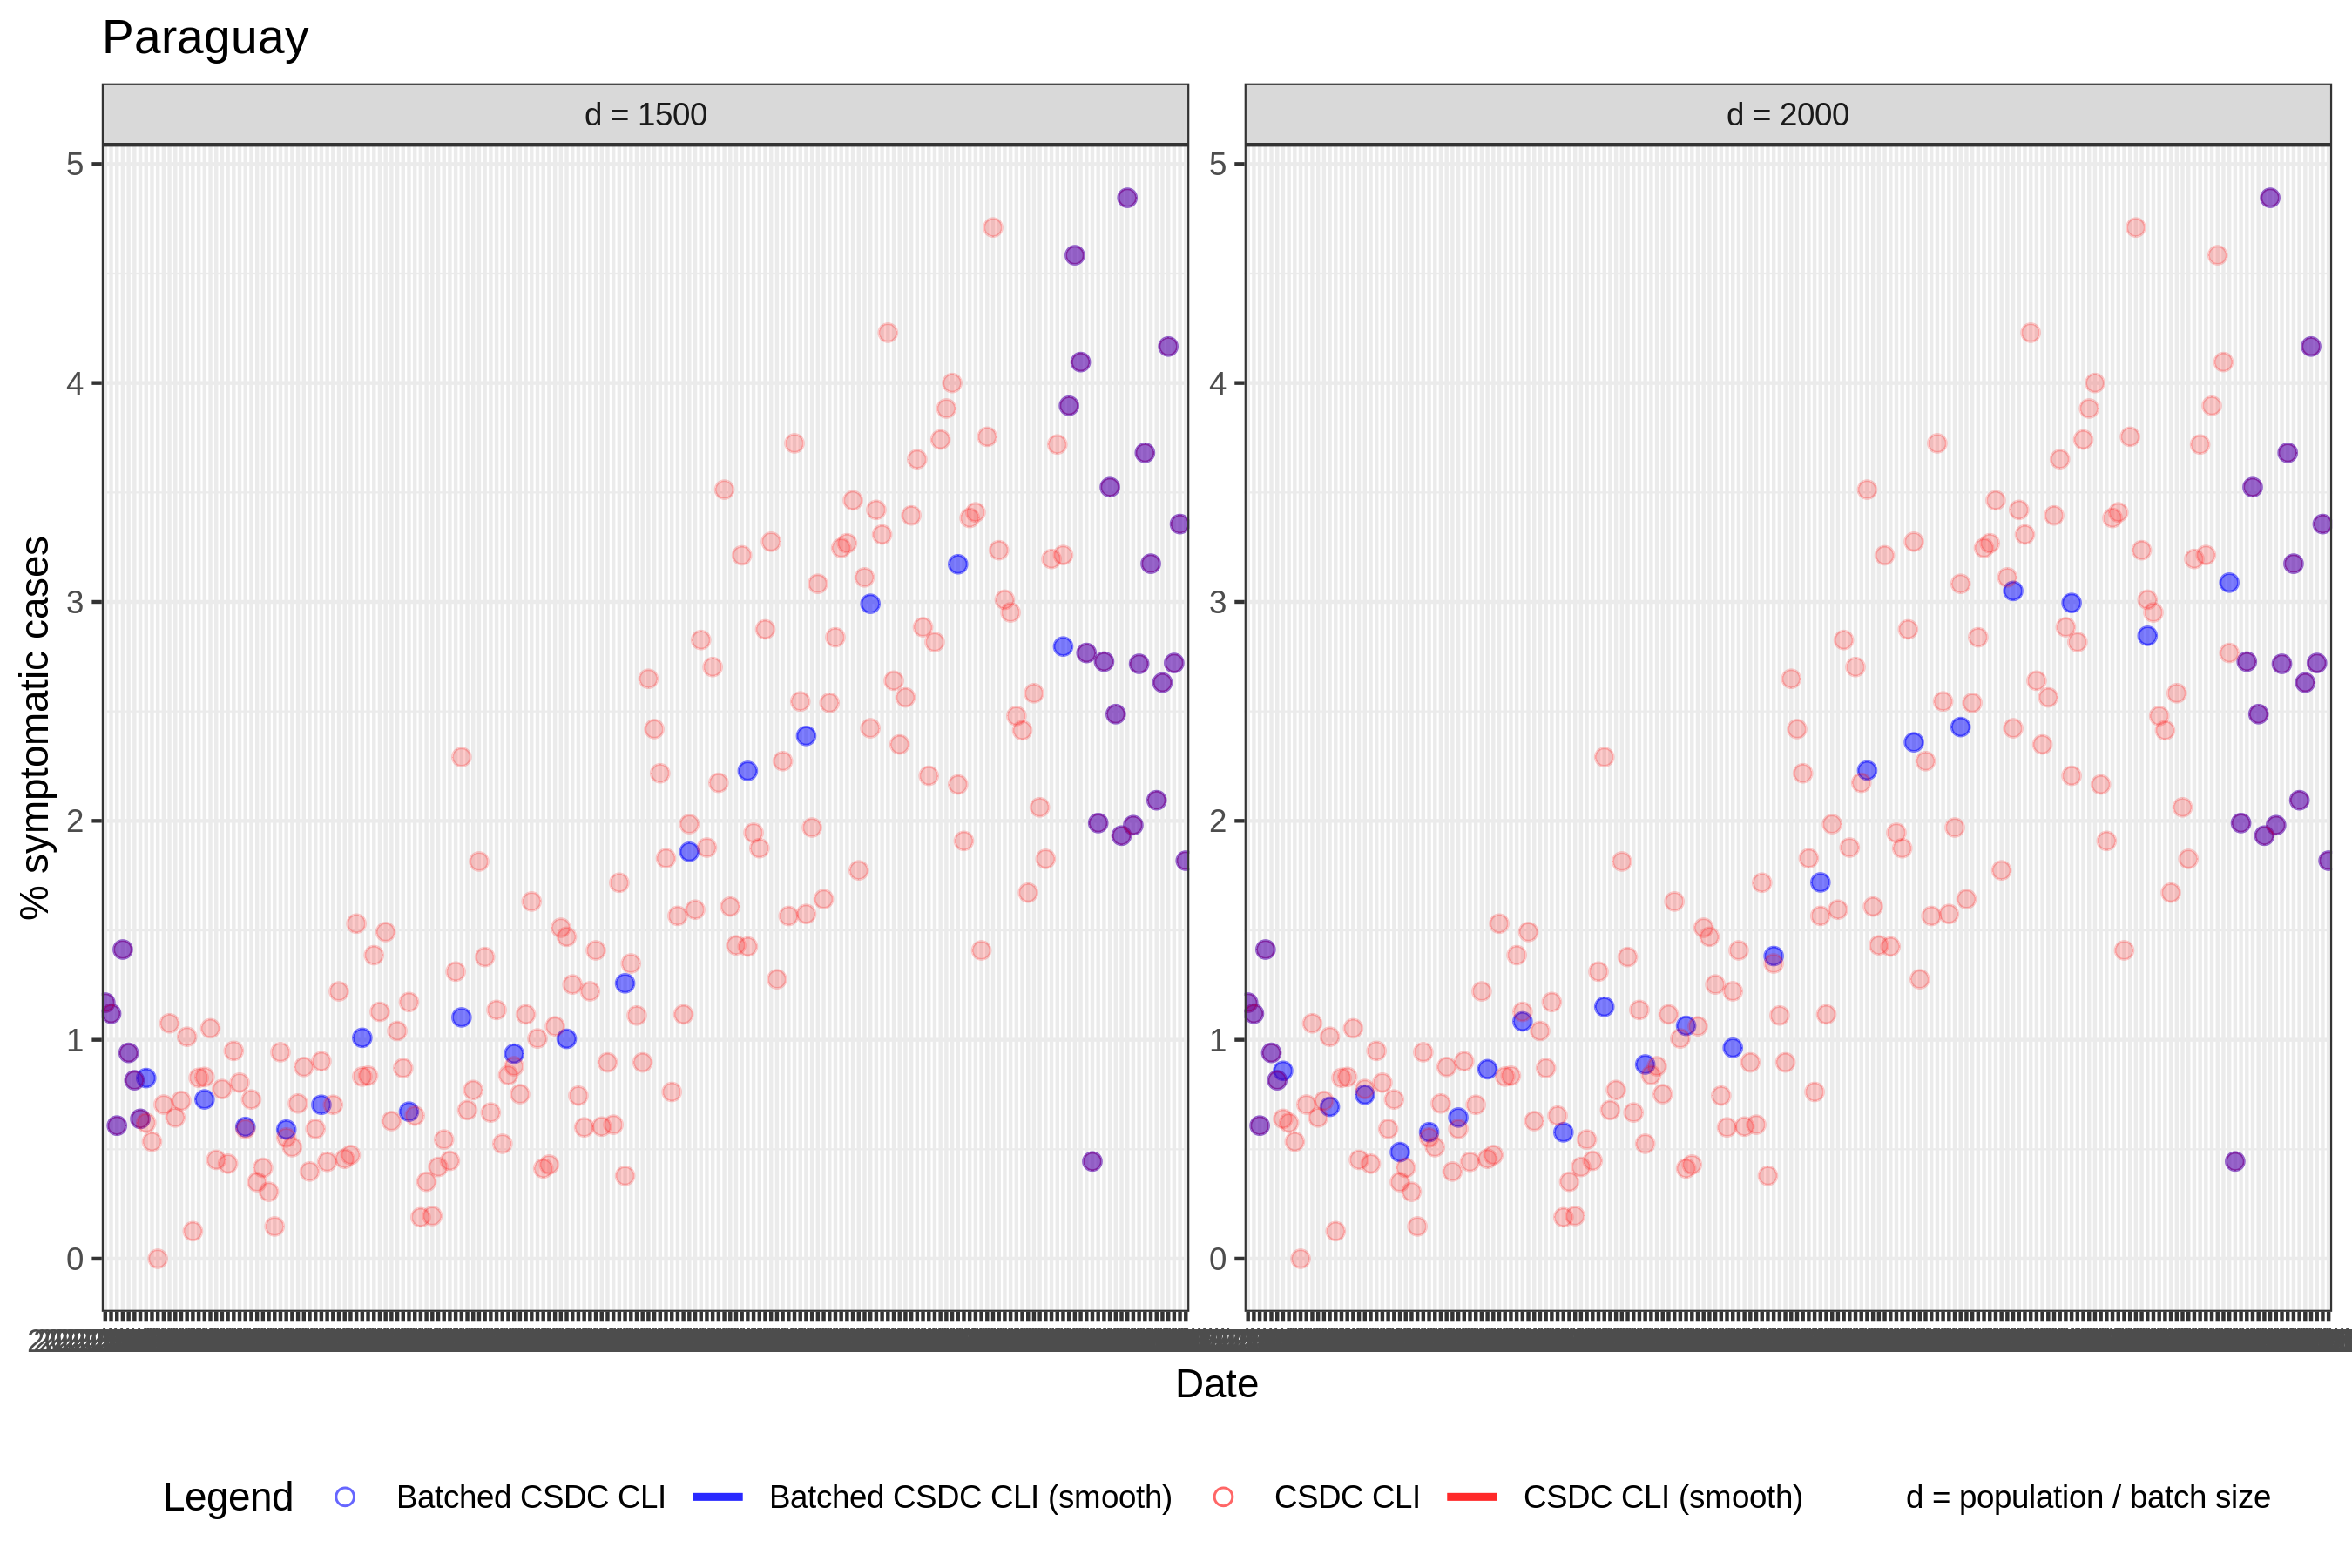 Paraguay
d = 1500
d = 2000
% symptomatic cases
5
4
3
2
1
0
5
4
3
2
1
0
Date
Legend
Batched CSDC CLI
Batched CSDC CLI (smooth)
CSDC CLI
CSDC CLI (smooth)
d = population / batch size